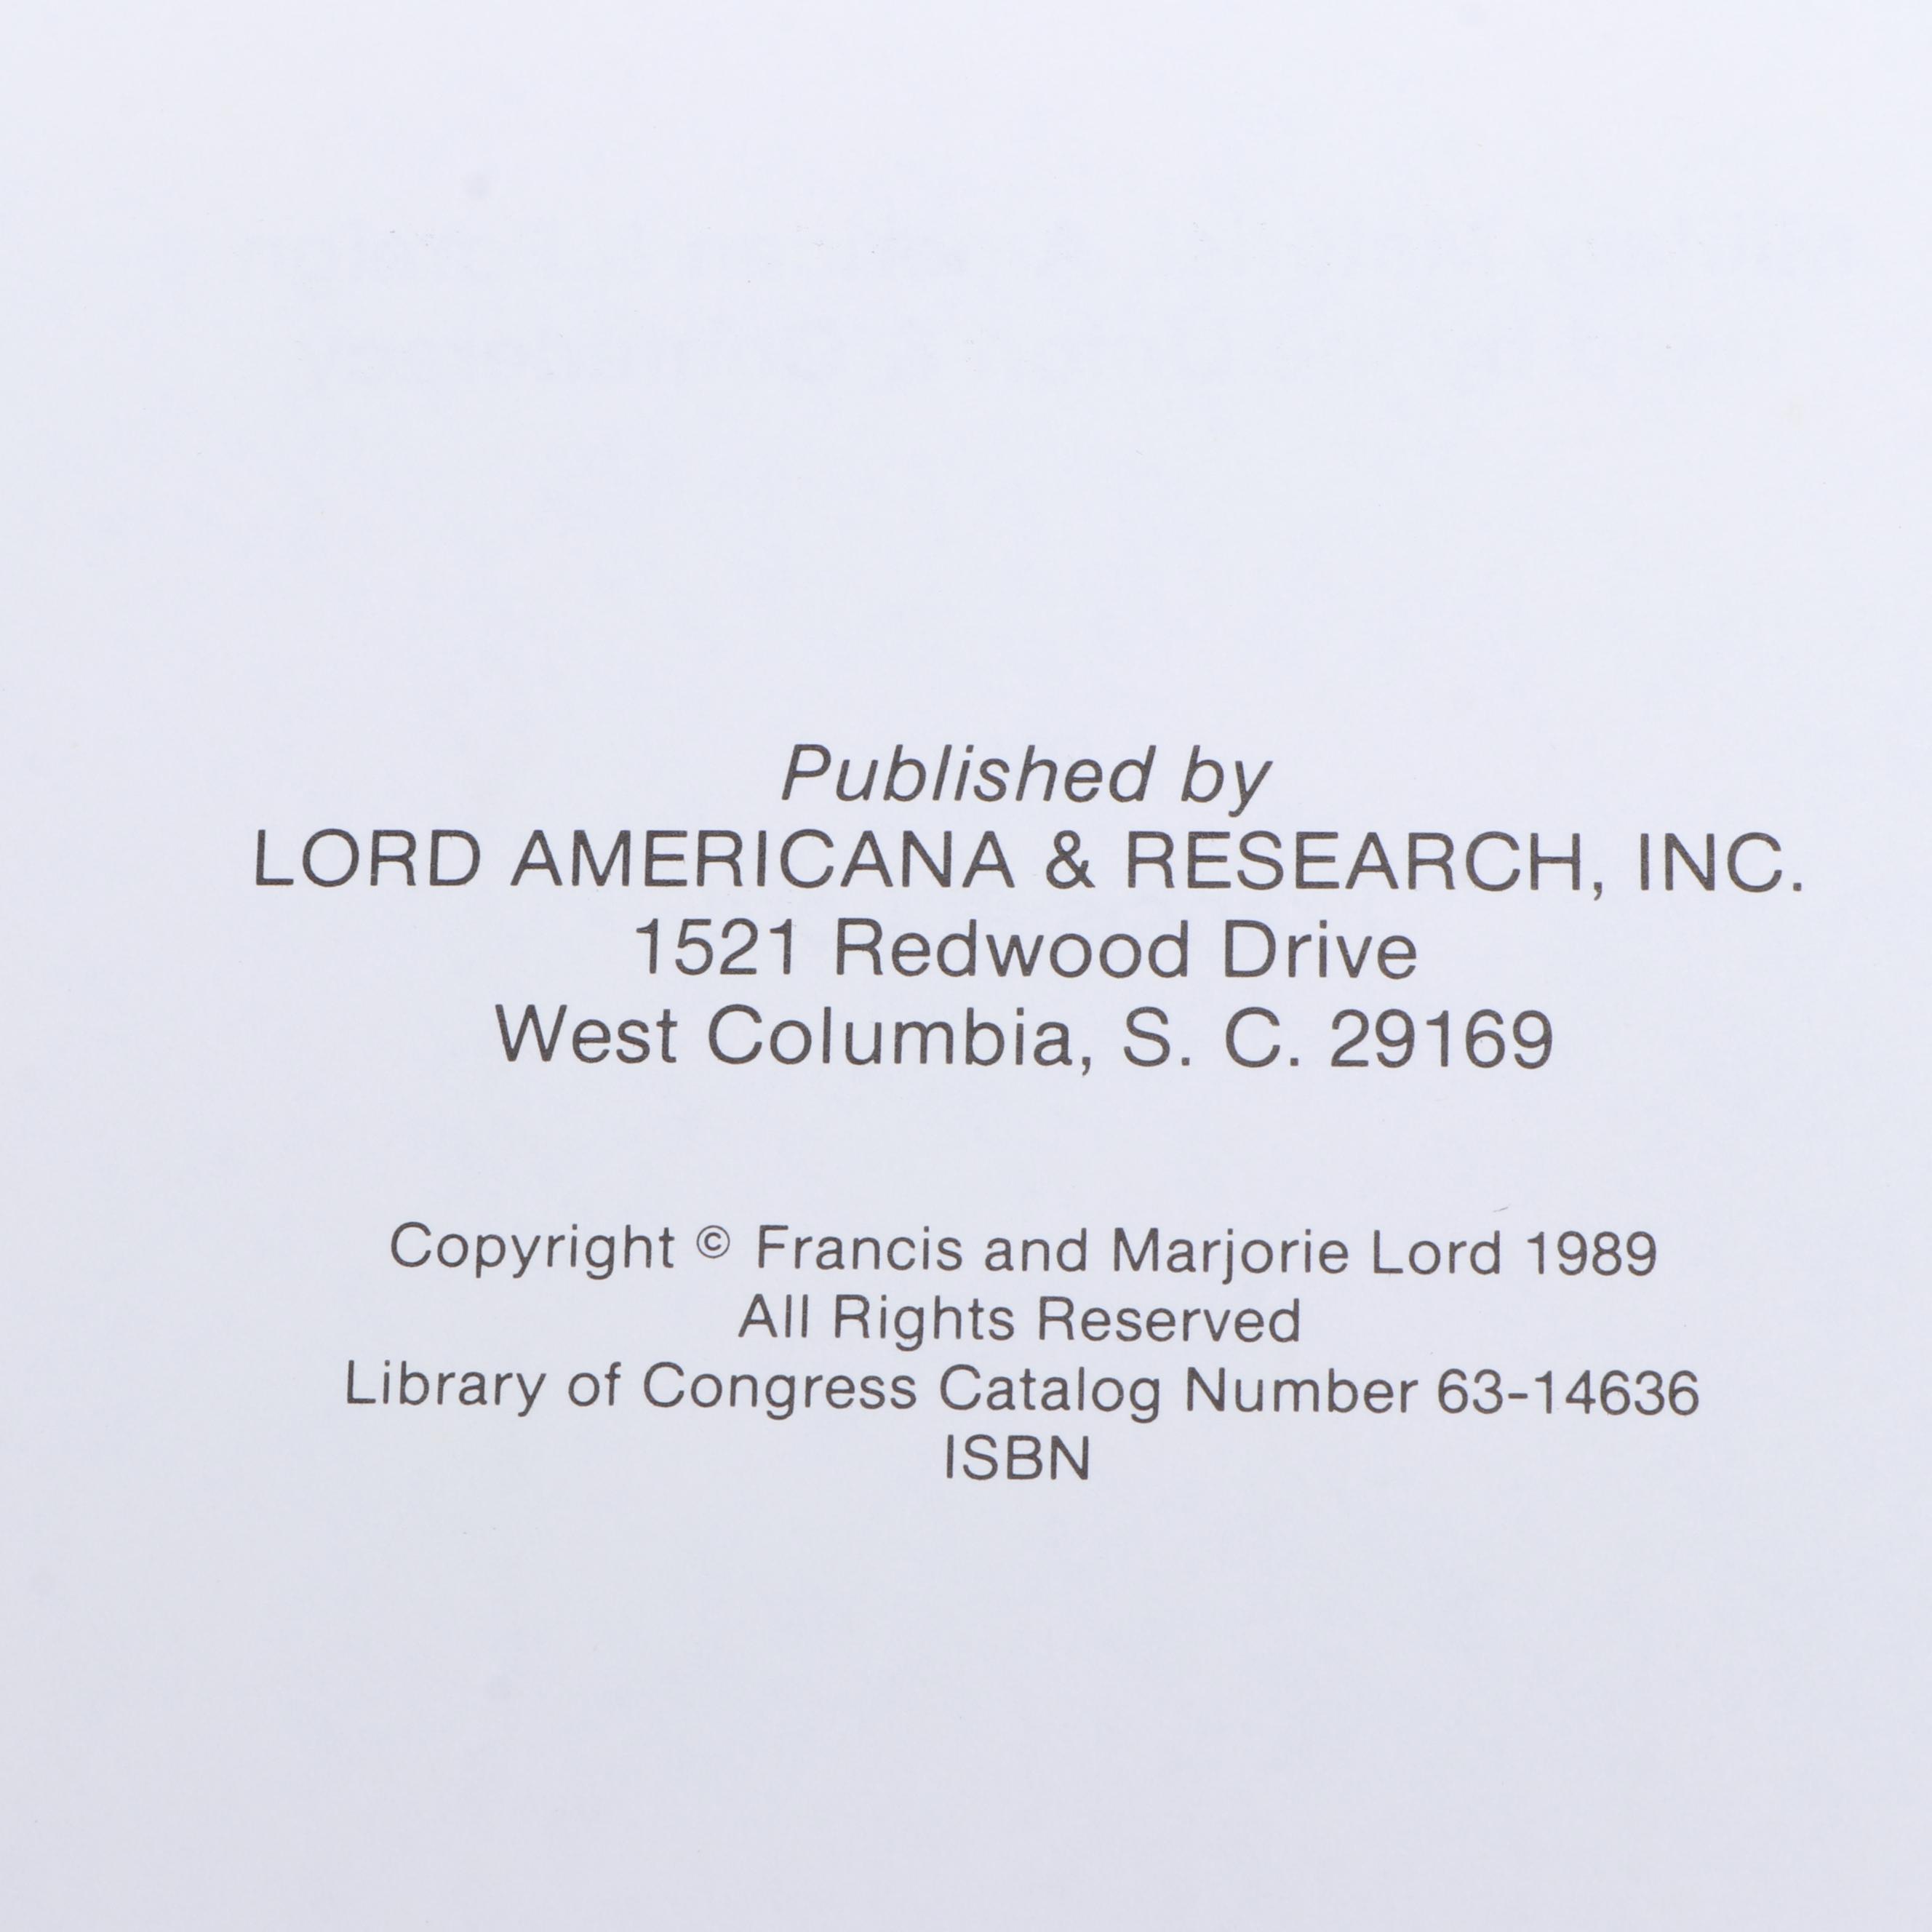 Published by
LORD AMERICANA & RESEARCH, INC.
1521 Redwood Drive
West Columbia, S. C. 29169
Copyright © Francis and Marjorie Lord 1989
All Rights Reserved
Library of Congress Catalog Number 63-14636
ISBN